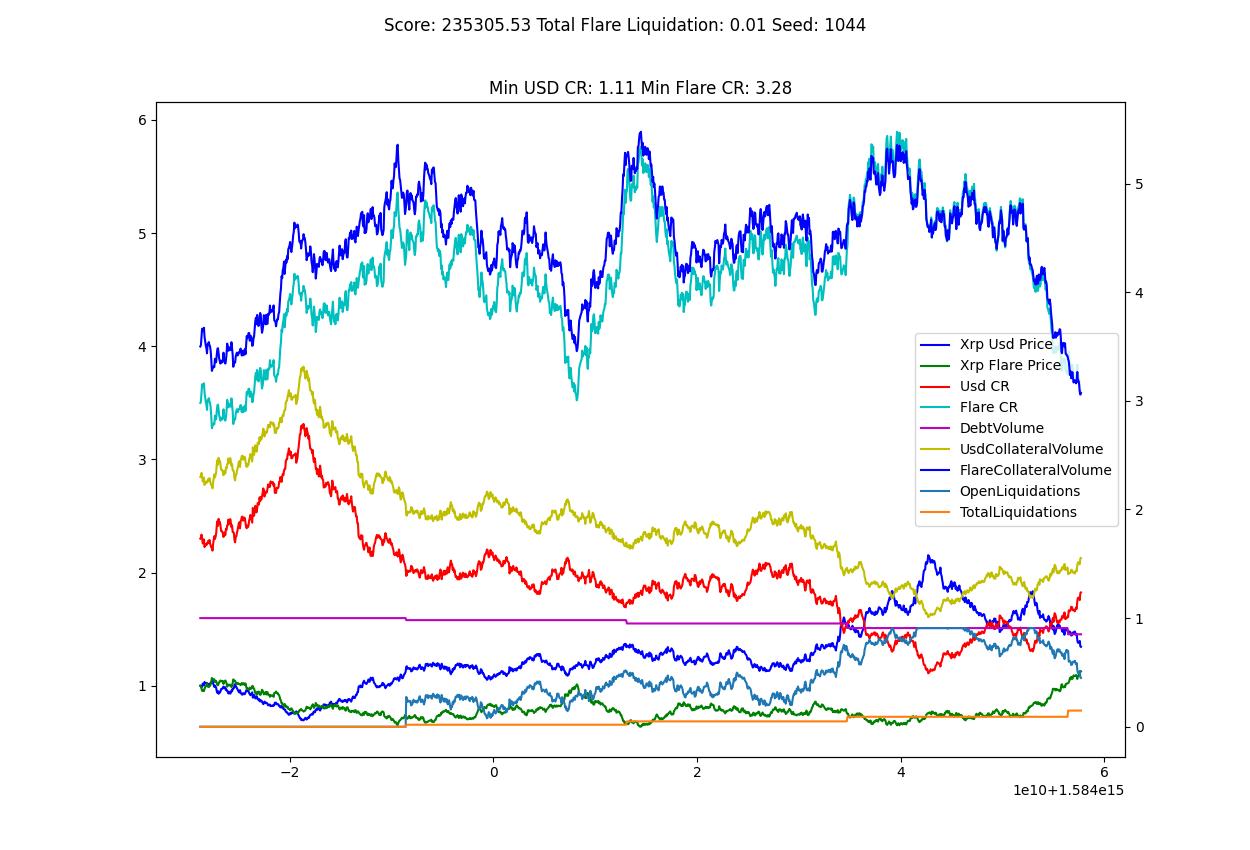 Score: 235305.53 Total Flare Liquidation: 0.01 Seed: 1044
Min USD CR: 1.11 Min Flare CR: 3.28
6
5
4
3
2
1
5
4
3
2
1
0
Xrp Usd Price
Xrp Flare Price
Usd CR
Flare CR
DebtVolume
UsdCollateralVolume
FlareCollateralVolume
OpenLiquidations
TotalLiquidations
−2 0 2 4 6
1e10+1.584e15